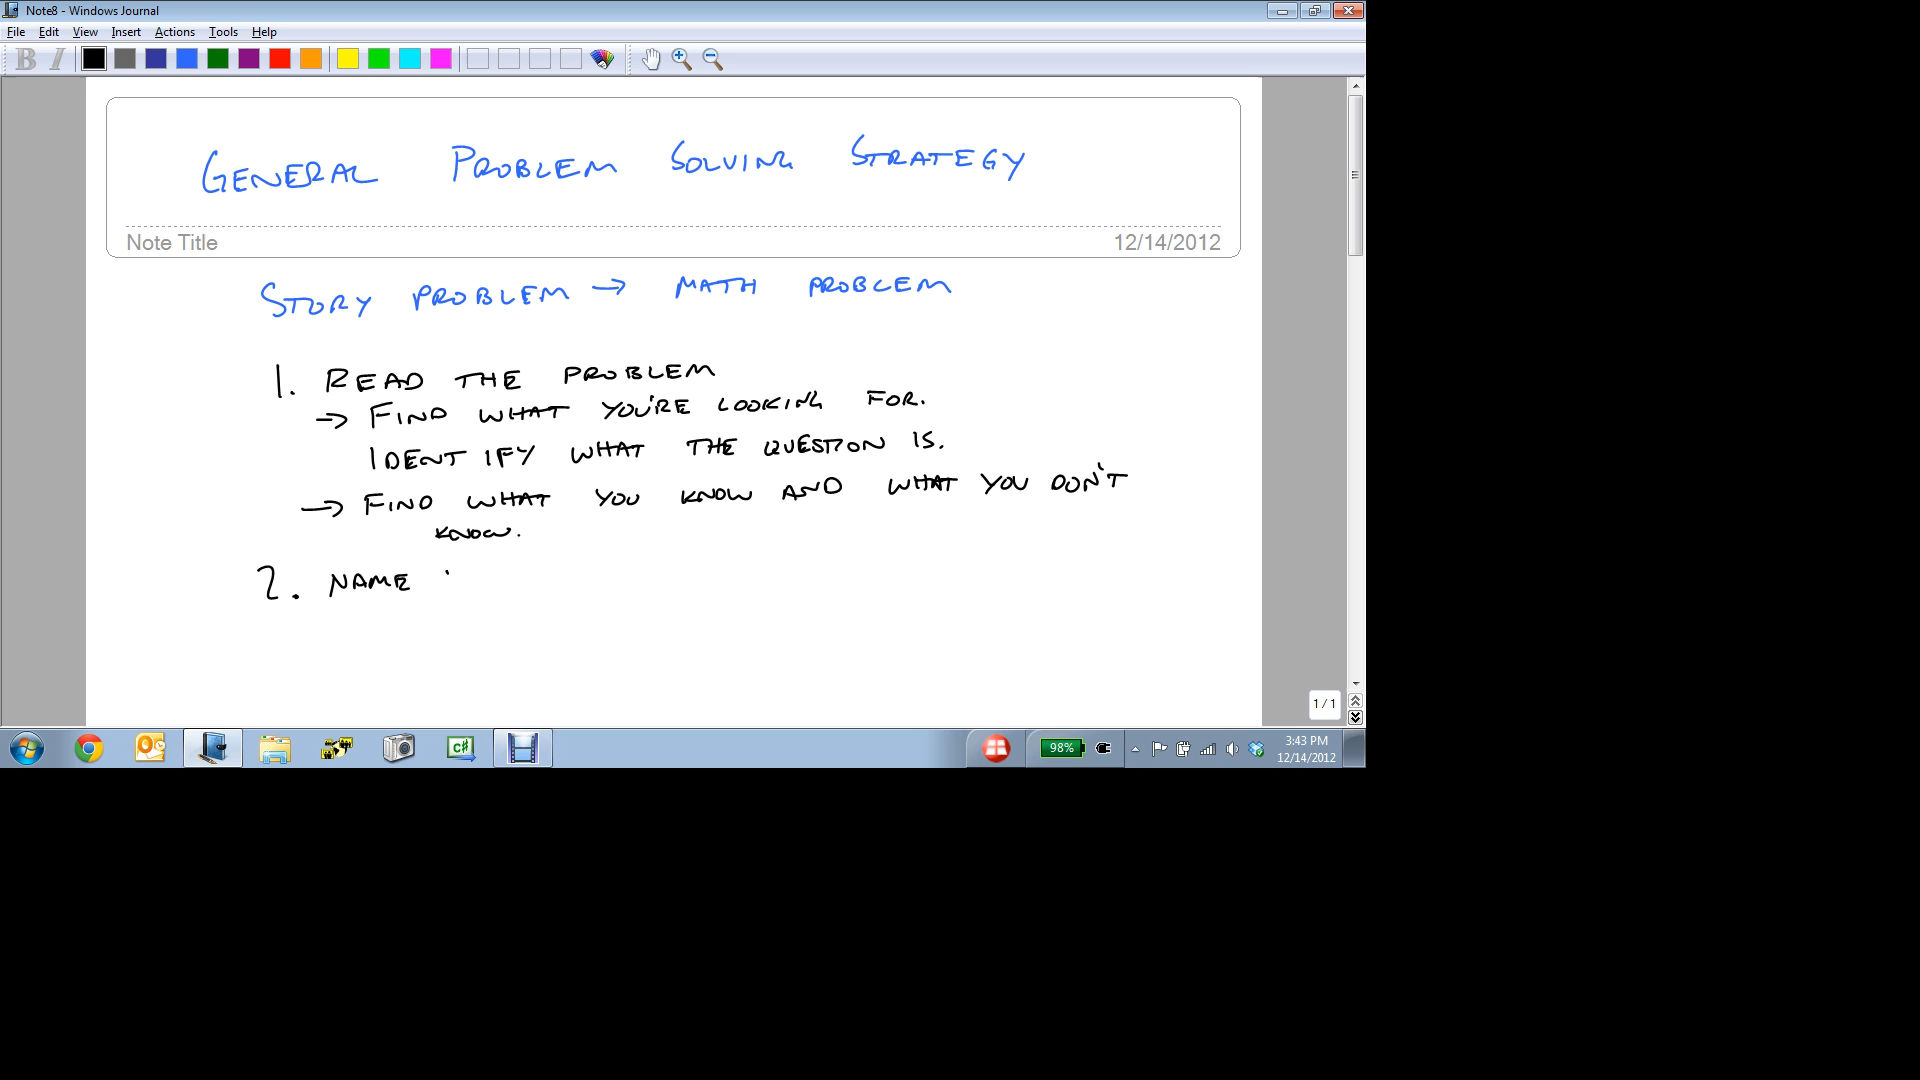 Note8 - Windows Journal
File Edit View Insert Actions Tools Help
B I
GENERAL PROBLEM SOLVING STRATEGY
Note Title 12/14/2012
STORY PROBLEM → MATH PROBLEM
1. READ THE PROBLEM
→ FIND WHAT YOU'RE LOOKING FOR.
IDENTIFY WHAT THE QUESTION IS.
→ FIND WHAT YOU KNOW AND WHAT YOU DON'T
KNOW.
2. NAME
1 / 1
C#
98%
3:43 PM
12/14/2012